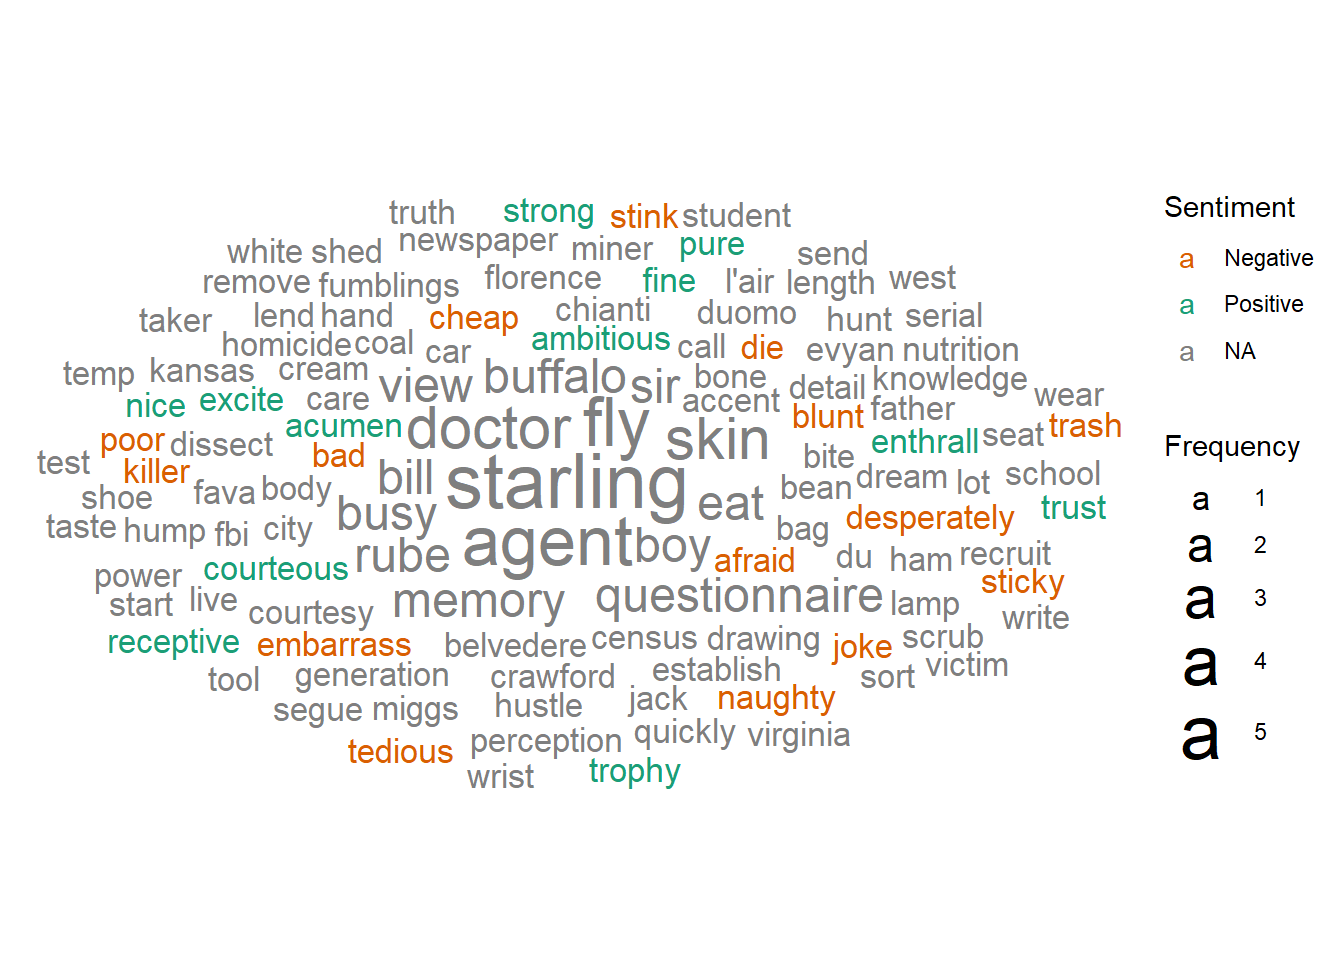 truth strong stink student
newspaper miner pure
white shed send
remove fumblings florence fine l'air length west
taker lend hand cheap chianti duomo hunt serial
homicide coal car ambitious call die evyan nutrition
temp kansas cream view buffalo sir bone detail knowledge wear
nice excite care accent
acumen doctor fly skin blunt father enthrall seat trash
poor dissect bad bite
test killer bill starling bean dream lot school
shoe fava body busy eat desperately trust
taste hump fbi city agent boy bag
rube afraid du ham recruit
power courteous sticky
start live courtesy memory questionnaire lamp write
receptive embarrass belvedere census drawing joke scrub
tool generation crawford establish sort victim
segue miggs hustle jack naughty
tedious perception quickly virginia
wrist trophy
Sentiment
a Negative
a Positive
a NA
Frequency
a 1
a 2
a 3
a 4
a 5